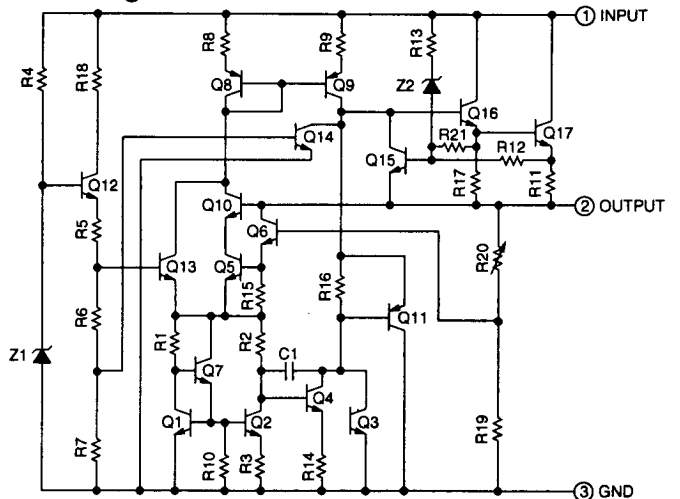 ① INPUT
R4
R18
R8
R9
R13
Z2
Q8
Q9
Q16
Q14
R21
Q17
Q15
R12
Q12
R17
R11
② OUTPUT
Q10
R5
Q6
R20
Q13
Q5
R15
R16
R6
Q11
R1
R2
Z1
Q7
C1
Q4
Q1
Q2
Q3
R19
R7
R10
R3
R14
③ GND